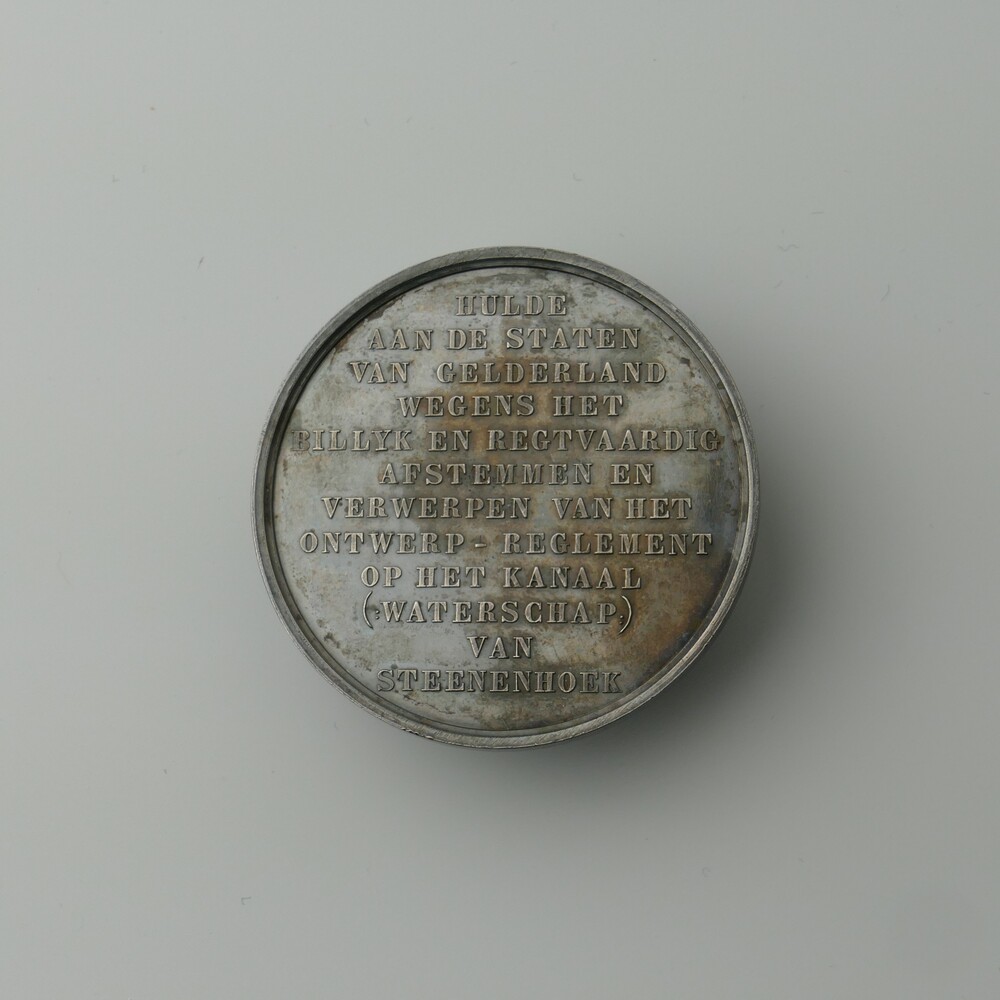 HULDE
AAN DE STATEN
VAN GELDERLAND
WEGENS HET
BILLYK EN REGTVAARDIG
AFSTEMMEN EN
VERWERPEN VAN HET
ONTWERP - REGLEMENT
OP HET KANAAL
(:WATERSCHAP:)
VAN
STEENENHOEK